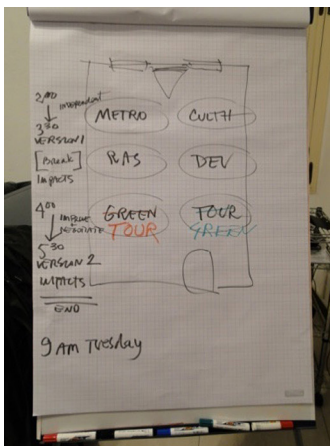 2:00
independent
3:30
VERSION 1
[Break]
IMPACTS
4:00
IMPROVE
NEGOTIATE
5:30
VERSION 2
IMPACTS
END
METRO
CULTH
RAS
DEV
GREEN
TOUR
TOUR
GREEN
9 AM Tuesday